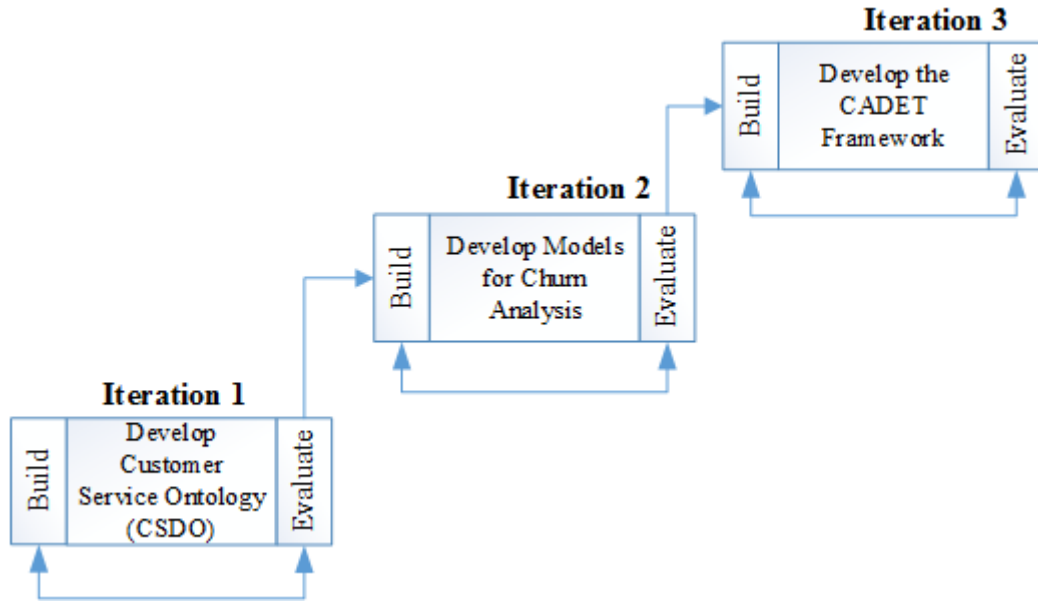 Iteration 3
Build
Develop the
CADET
Framework
Evaluate
Iteration 2
Build
Develop Models
for Churn
Analysis
Evaluate
Iteration 1
Build
Develop
Customer
Service Ontology
(CSDO)
Evaluate